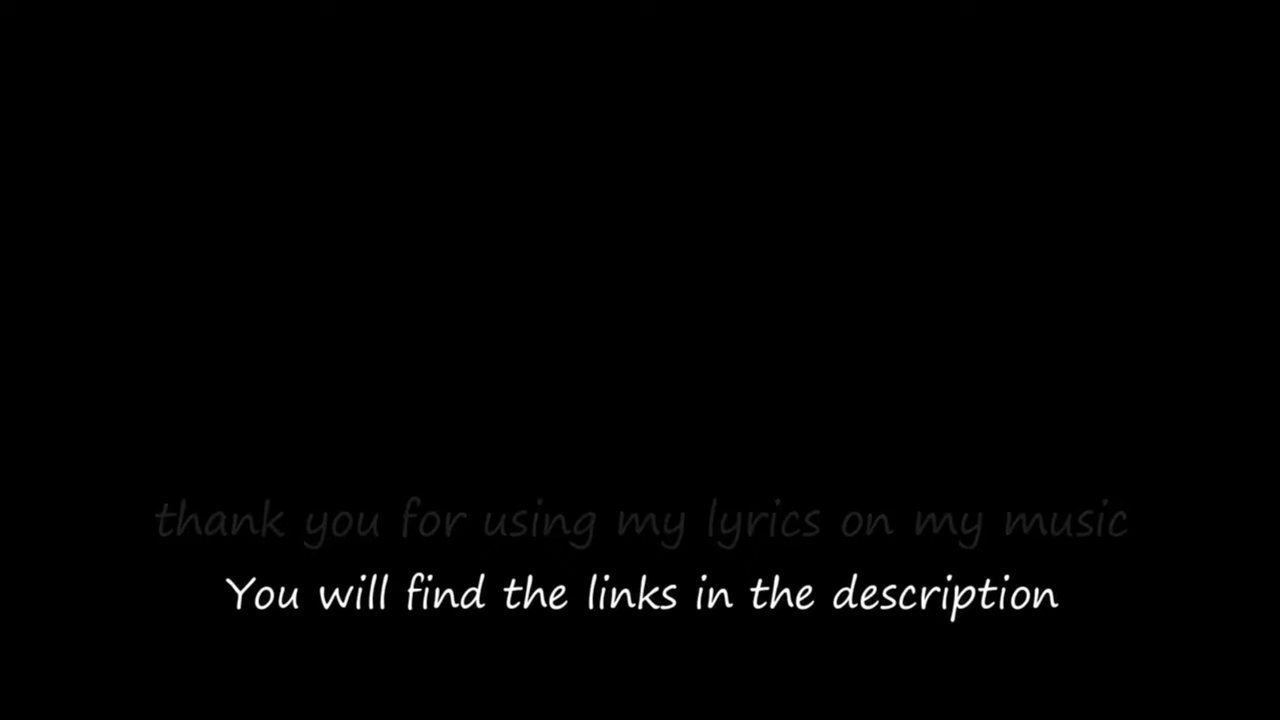 thank you for using my lyrics on my music
You will find the links in the description